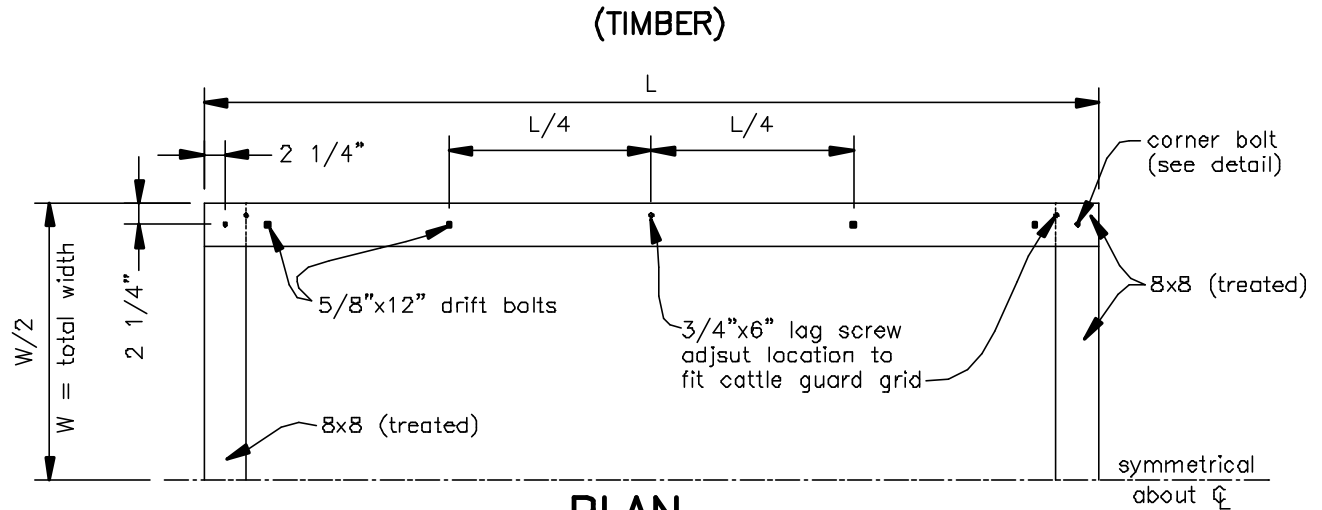 (TIMBER)
L
L/4
L/4
2 1/4"
corner bolt
(see detail)
W/2
W = total width
2 1/4"
5/8"x12" drift bolts
3/4"x6" lag screw
adjsut location to
fit cattle guard grid
8x8 (treated)
8x8 (treated)
symmetrical
about ℄
PLAN